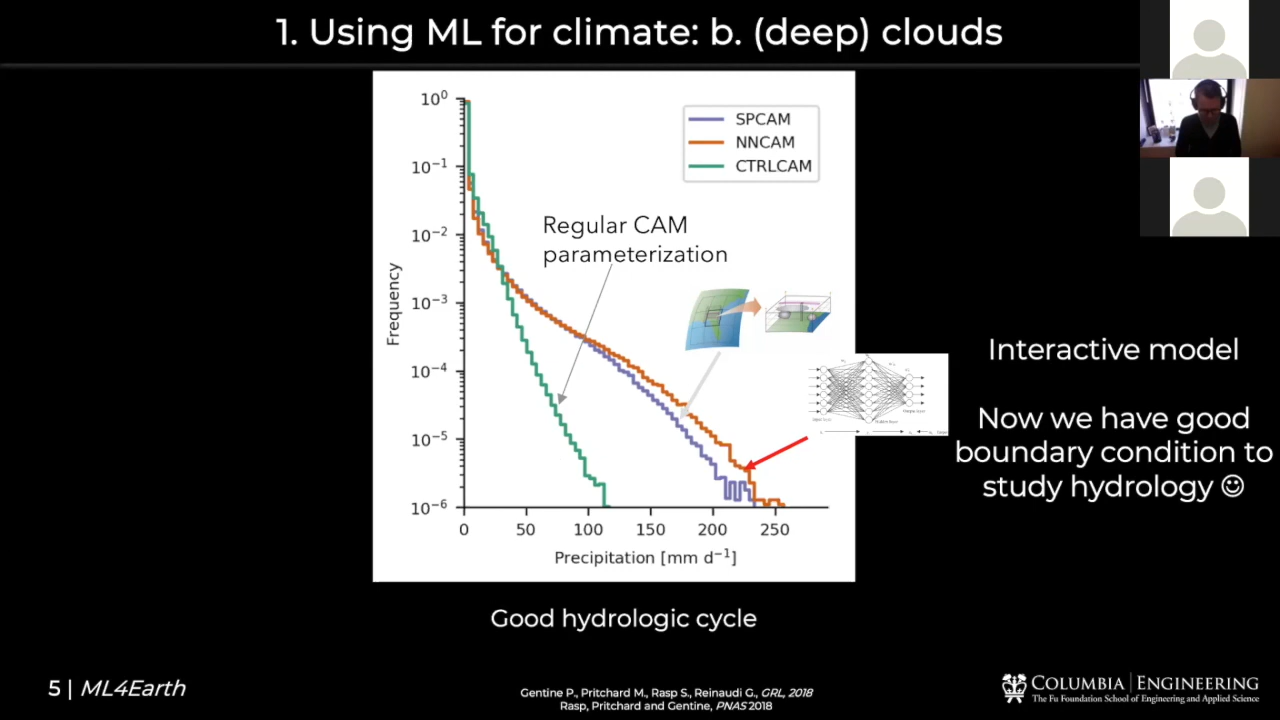 1. Using ML for climate: b. (deep) clouds
10⁰
10⁻¹
10⁻²
10⁻³
10⁻⁴
10⁻⁵
10⁻⁶
Frequency
SPCAM
NNCAM
CTRLCAM
Regular CAM
parameterization
0 50 100 150 200 250
Precipitation [mm d⁻¹]
Interactive model
Now we have good
boundary condition to
study hydrology ☺
Good hydrologic cycle
5 | ML4Earth
Gentine P., Pritchard M., Rasp S., Reinaudi G., GRL, 2018
Rasp, Pritchard and Gentine, PNAS 2018
COLUMBIA | ENGINEERING
The Fu Foundation School of Engineering and Applied Science